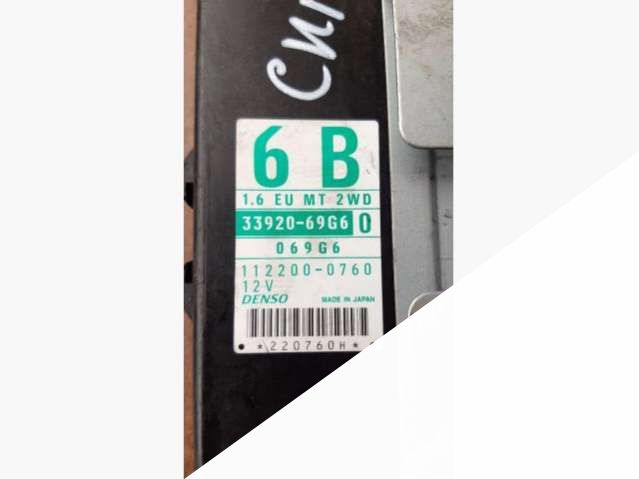 6 B
1.6 EU MT 2WD
33920-69G6 0
069G6
112200-0760
12V
DENSO MADE IN JAPAN
*220760H*